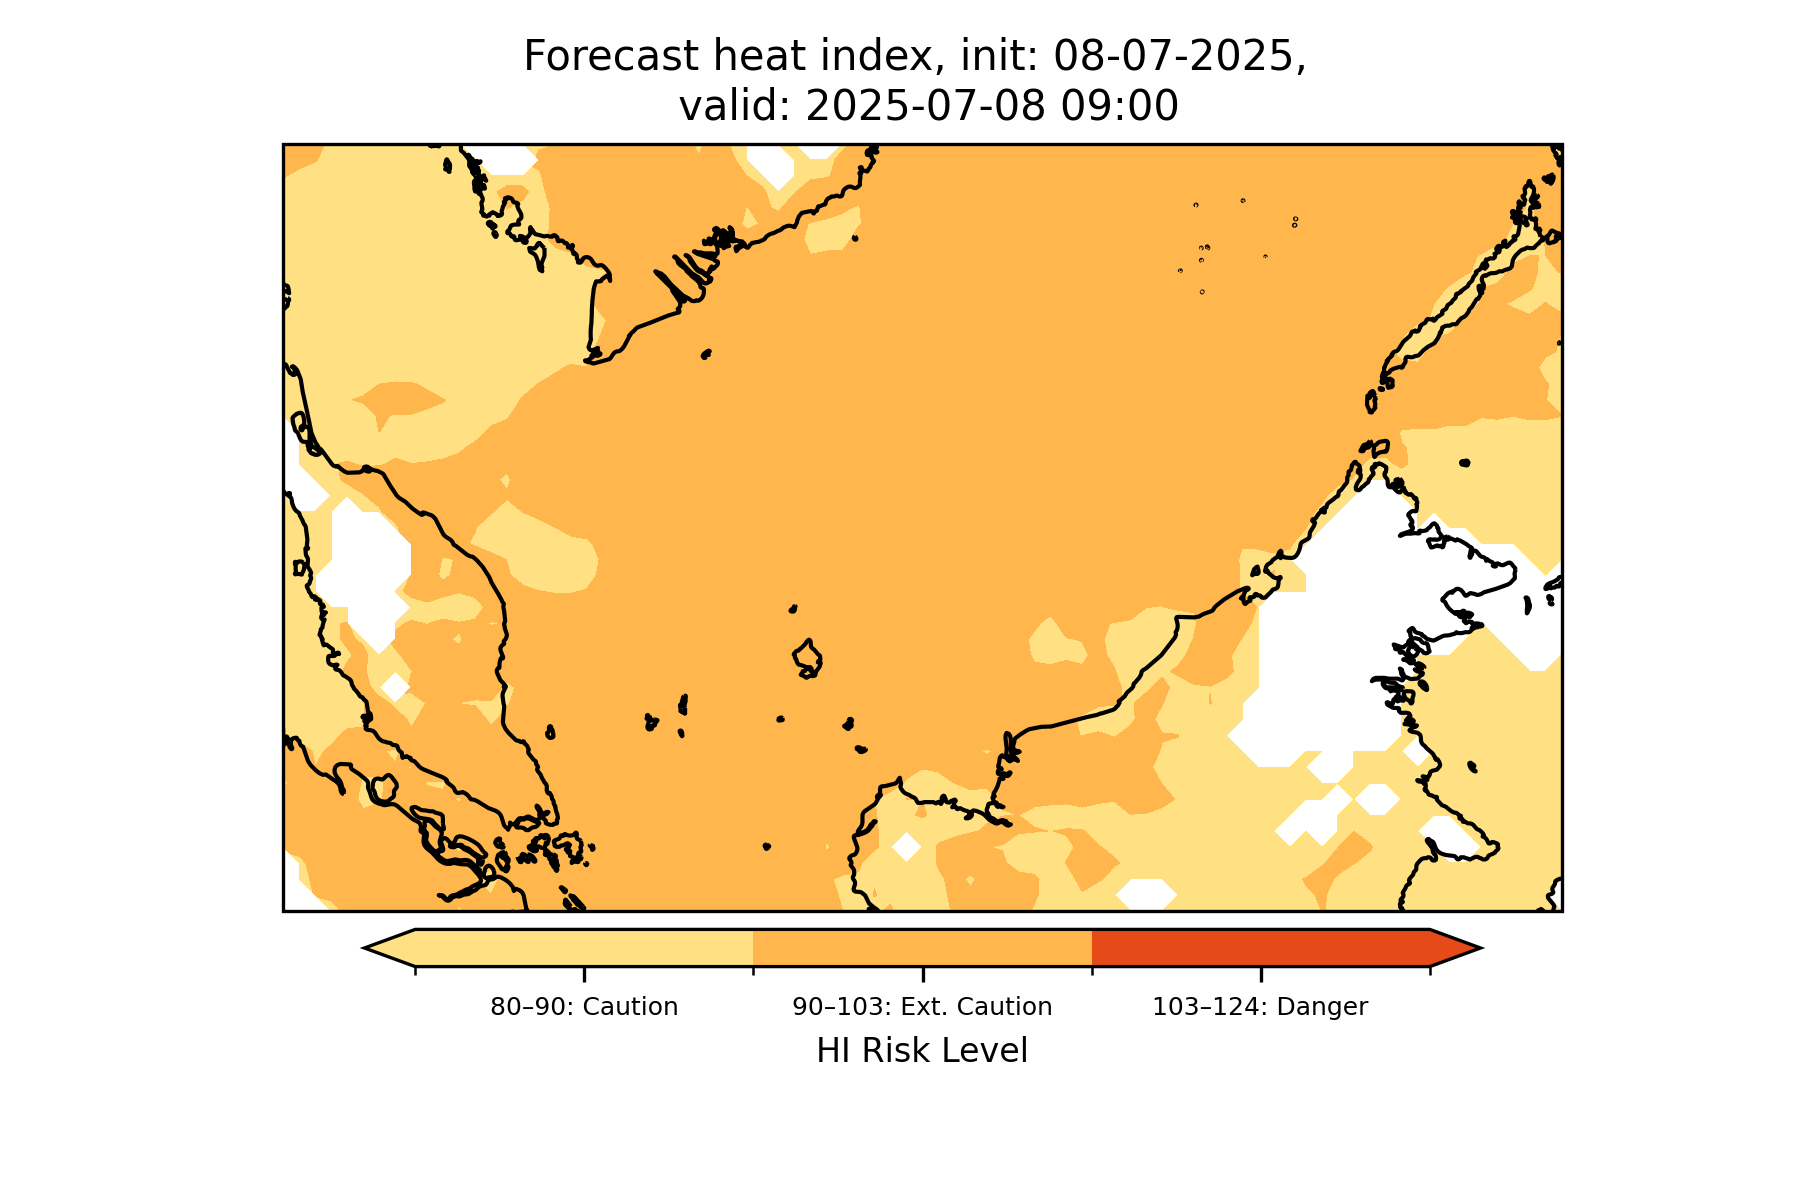 Forecast heat index, init: 08-07-2025,
valid: 2025-07-08 09:00
80–90: Caution
90–103: Ext. Caution
103–124: Danger
HI Risk Level